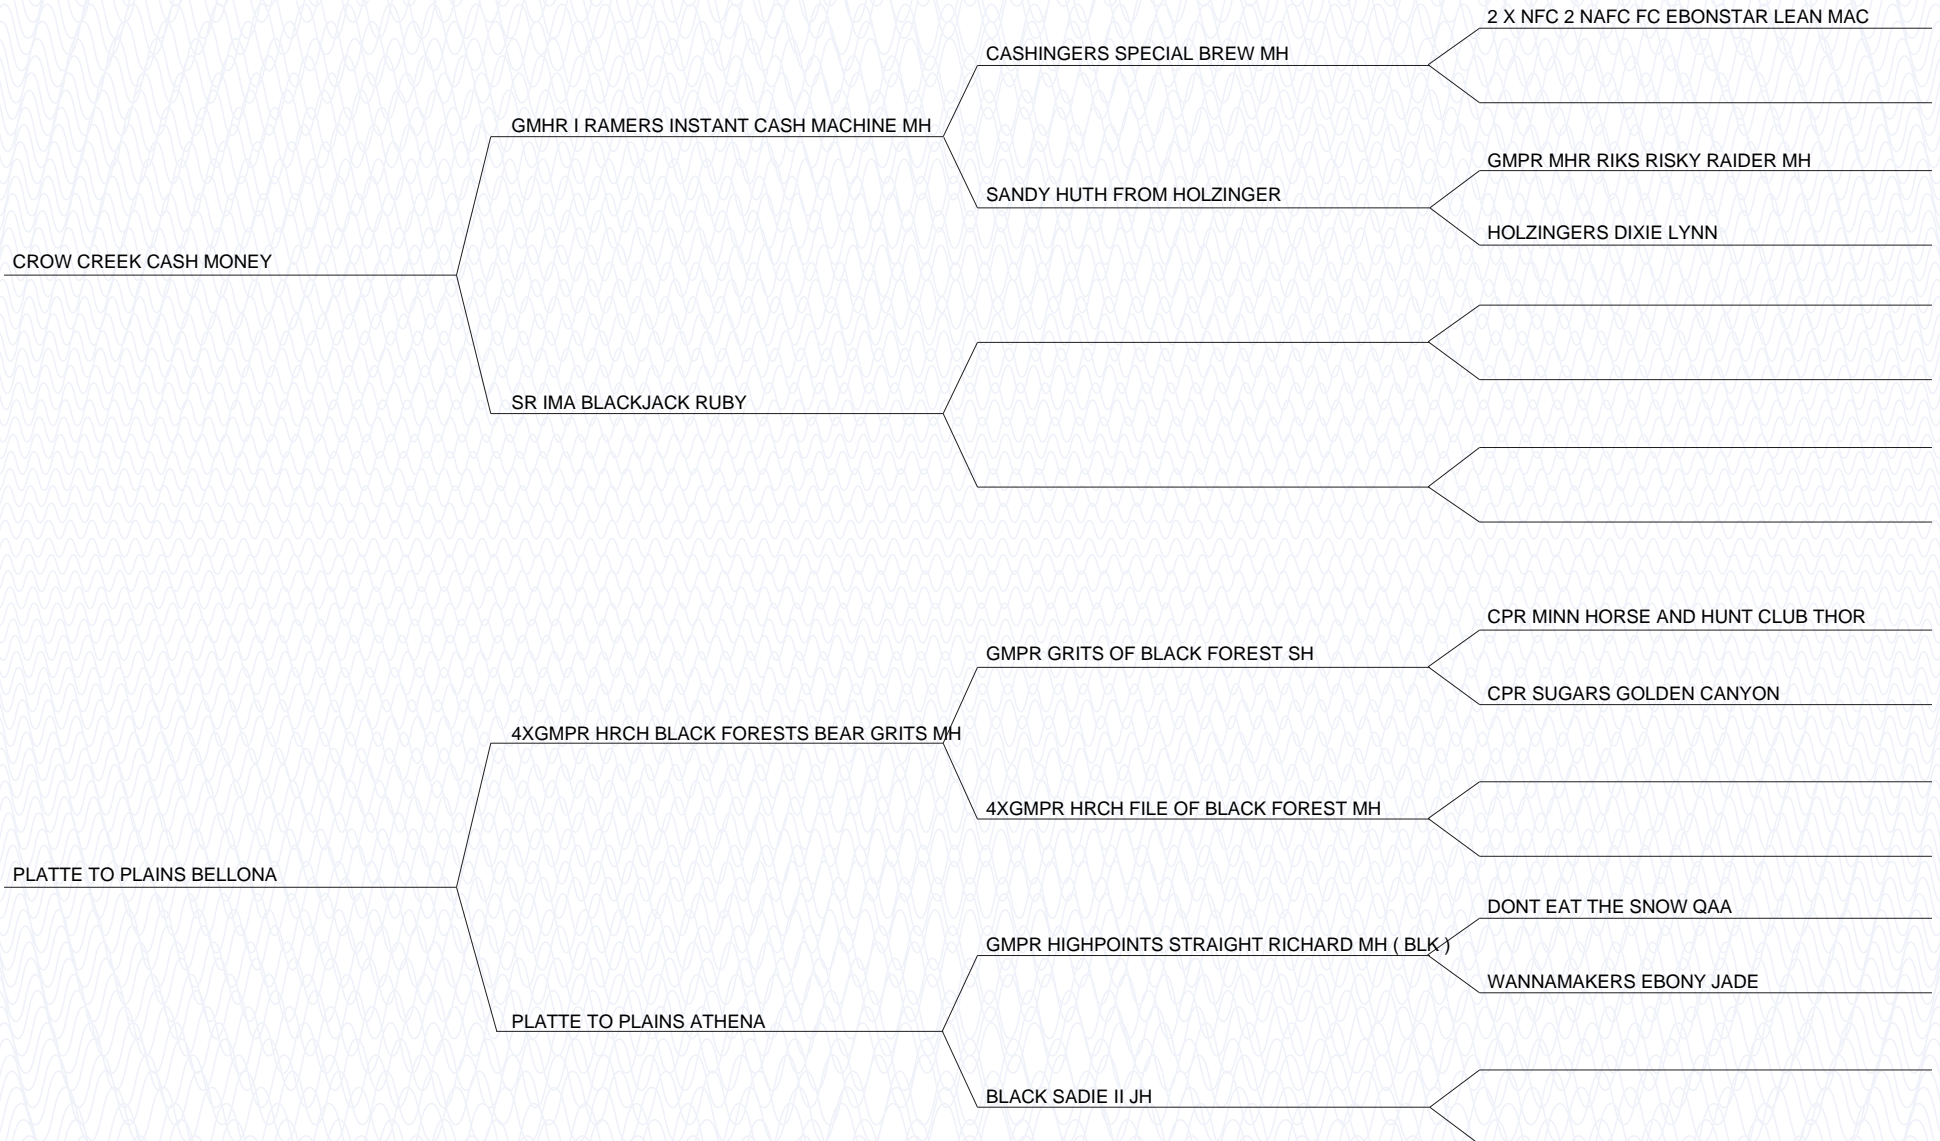 2 X NFC 2 NAFC FC EBONSTAR LEAN MAC
CASHINGERS SPECIAL BREW MH
GMHR I RAMERS INSTANT CASH MACHINE MH
GMPR MHR RIKS RISKY RAIDER MH
SANDY HUTH FROM HOLZINGER
HOLZINGERS DIXIE LYNN
CROW CREEK CASH MONEY
SR IMA BLACKJACK RUBY
CPR MINN HORSE AND HUNT CLUB THOR
GMPR GRITS OF BLACK FOREST SH
CPR SUGARS GOLDEN CANYON
4XGMPR HRCH BLACK FORESTS BEAR GRITS MH
4XGMPR HRCH FILE OF BLACK FOREST MH
PLATTE TO PLAINS BELLONA
DONT EAT THE SNOW QAA
GMPR HIGHPOINTS STRAIGHT RICHARD MH ( BLK )
WANNAMAKERS EBONY JADE
PLATTE TO PLAINS ATHENA
BLACK SADIE II JH